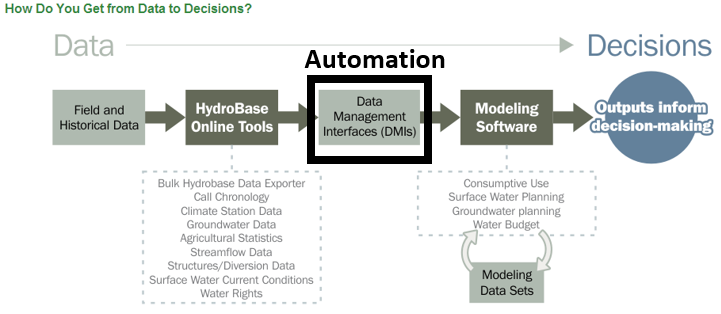 How Do You Get from Data to Decisions?
Data
Decisions
Automation
Field and
Historical Data
HydroBase
Online Tools
Data
Management
Interfaces (DMIs)
Modeling
Software
Outputs inform
decision-making
Bulk Hydrobase Data Exporter
Call Chronology
Climate Station Data
Groundwater Data
Agricultural Statistics
Streamflow Data
Structures/Diversion Data
Surface Water Current Conditions
Water Rights
Consumptive Use
Surface Water Planning
Groundwater planning
Water Budget
Modeling
Data Sets